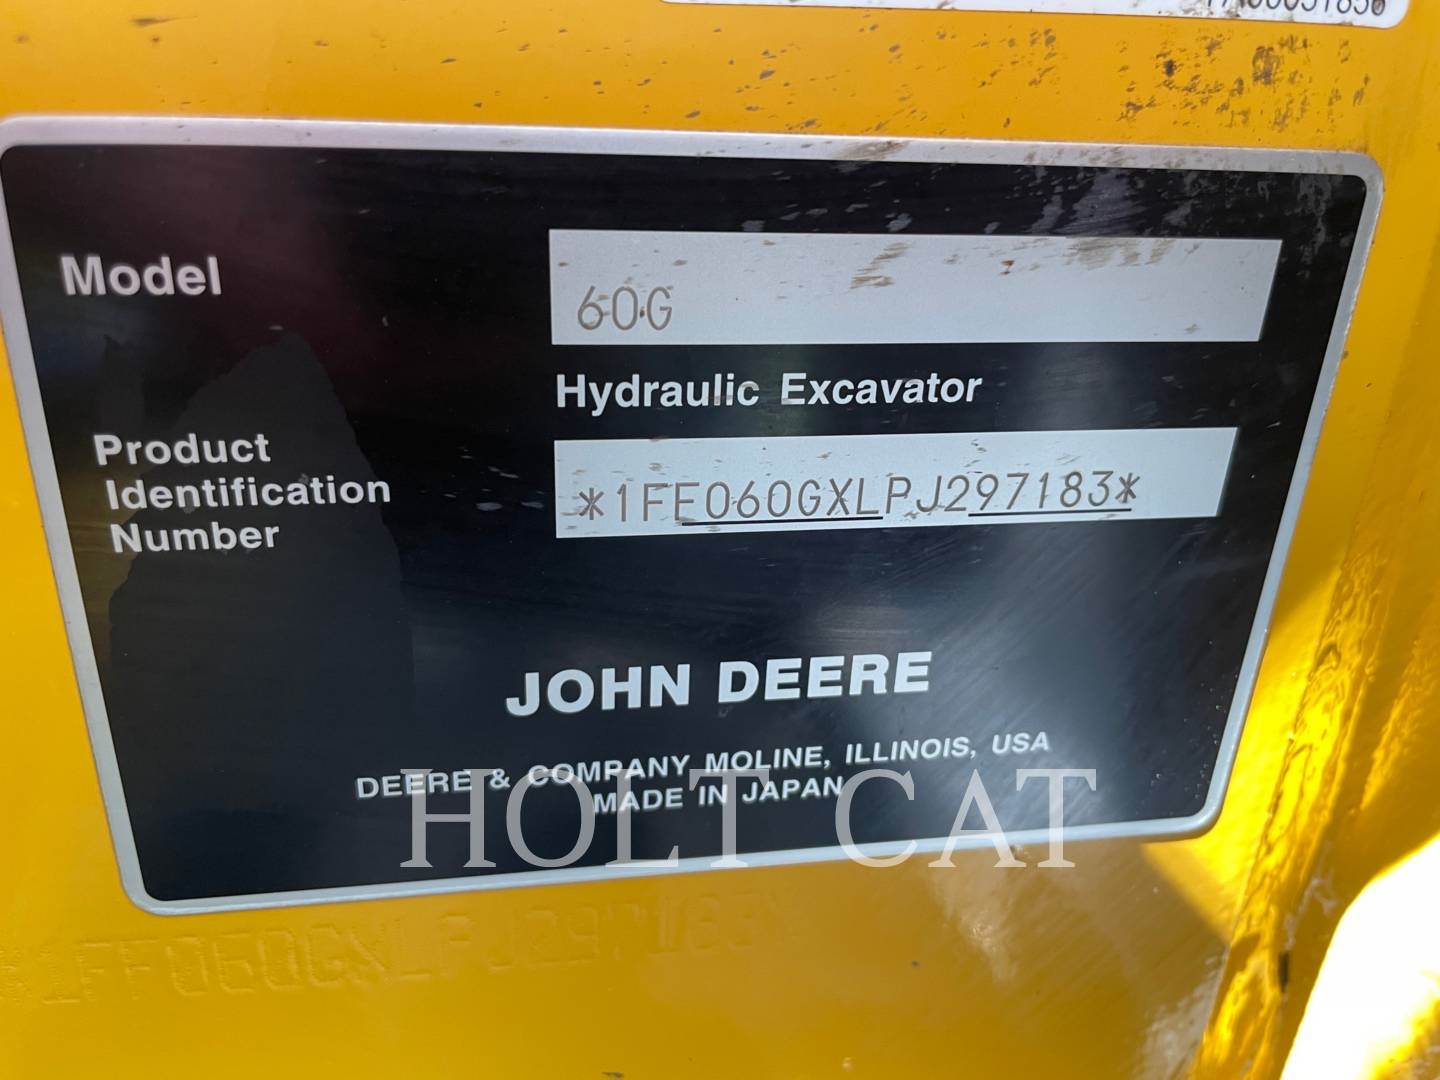 Model
60G
Hydraulic Excavator
Product
Identification
Number
*1FF060GXLPJ297183*
JOHN DEERE
DEERE & COMPANY MOLINE, ILLINOIS, USA
MADE IN JAPAN
HOLT CAT
*1FF060GXLPJ297183*